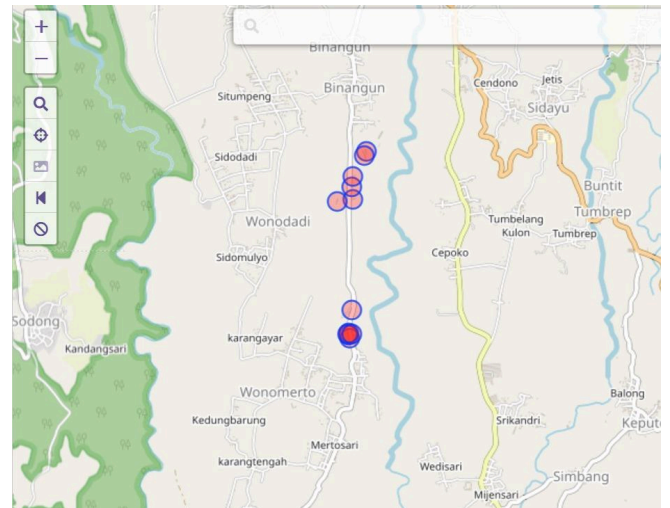 Binangun
Binangun
Cendono
Jetis
Situmpeng
Sidayu
Sidodadi
Buntit
Wonodadi
Tumbelang
Kulon
Tumbrep
Tumbrep
Sidomulyo
Cepoko
Sodong
Kandangsari
karangayar
Wonomerto
Balong
Kedungbarung
Srikandri
Keputo
Mertosari
karangtengah
Wedisari
Simbang
Mijensari